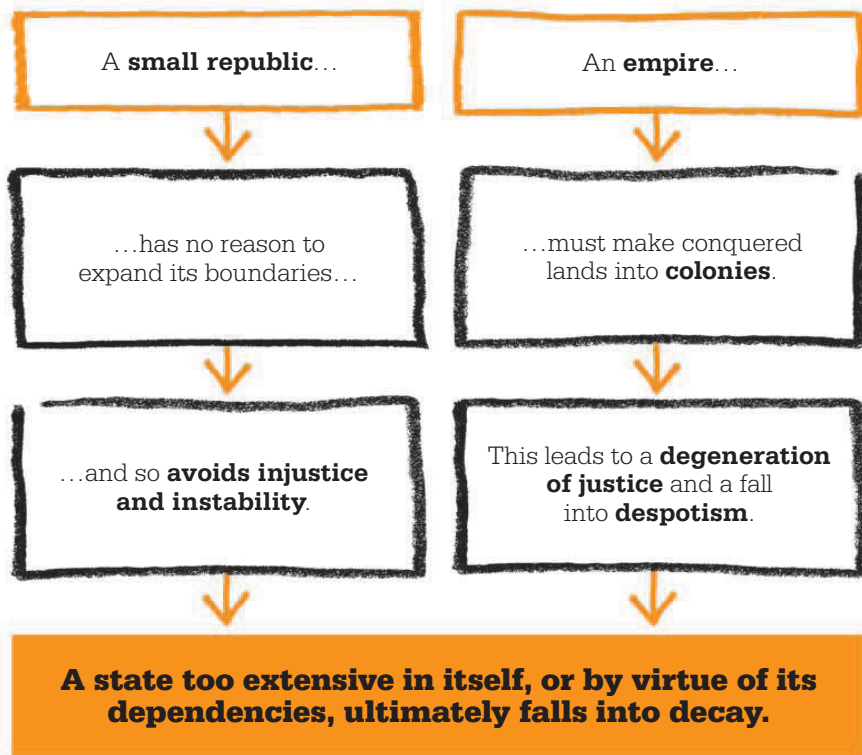 A small republic…
…has no reason to
expand its boundaries…
…and so avoids injustice
and instability.
An empire…
…must make conquered
lands into colonies.
This leads to a degeneration
of justice and a fall
into despotism.
A state too extensive in itself, or by virtue of its
dependencies, ultimately falls into decay.